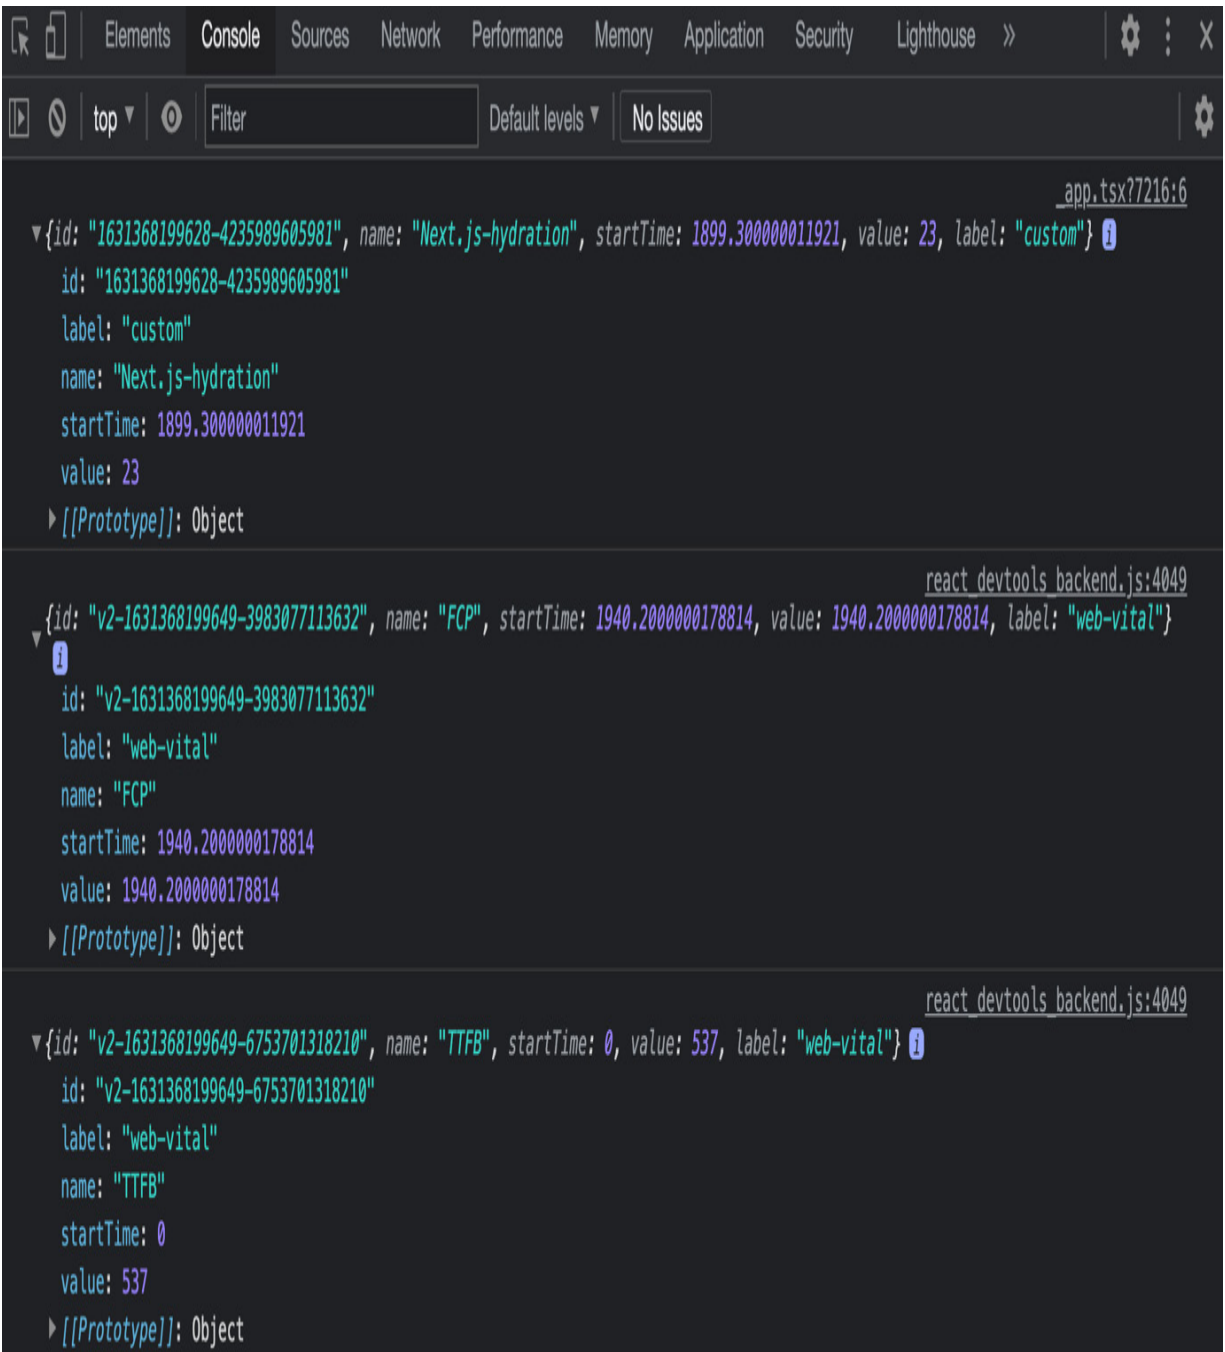 Elements Console Sources Network Performance Memory Application Security Lighthouse »
top ▼ Filter Default levels ▼ No Issues
_app.tsx?7216:6
▼{id: "1631368199628–4235989605981", name: "Next.js–hydration", startTime: 1899.300000011921, value: 23, label: "custom"} i
id: "1631368199628–4235989605981"
label: "custom"
name: "Next.js–hydration"
startTime: 1899.300000011921
value: 23
▶[[Prototype]]: Object
react_devtools_backend.js:4049
▼{id: "v2–1631368199649–3983077113632", name: "FCP", startTime: 1940.2000000178814, value: 1940.2000000178814, label: "web–vital"}
i
id: "v2–1631368199649–3983077113632"
label: "web–vital"
name: "FCP"
startTime: 1940.2000000178814
value: 1940.2000000178814
▶[[Prototype]]: Object
react_devtools_backend.js:4049
▼{id: "v2–1631368199649–6753701318210", name: "TTFB", startTime: 0, value: 537, label: "web–vital"} i
id: "v2–1631368199649–6753701318210"
label: "web–vital"
name: "TTFB"
startTime: 0
value: 537
▶[[Prototype]]: Object